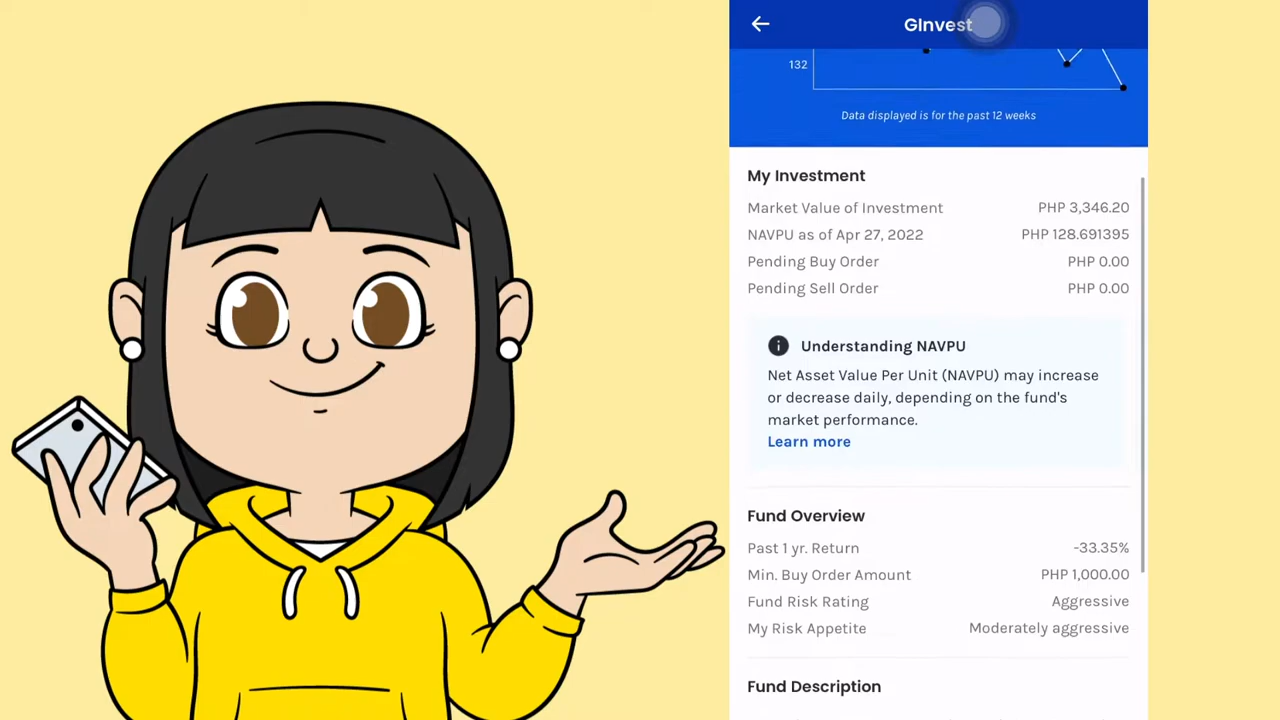 GInvest
132
Data displayed is for the past 12 weeks
My Investment
Market Value of Investment PHP 3,346.20
NAVPU as of Apr 27, 2022 PHP 128.691395
Pending Buy Order PHP 0.00
Pending Sell Order PHP 0.00
Understanding NAVPU
Net Asset Value Per Unit (NAVPU) may increase
or decrease daily, depending on the fund's
market performance.
Learn more
Fund Overview
Past 1 yr. Return -33.35%
Min. Buy Order Amount PHP 1,000.00
Fund Risk Rating Aggressive
My Risk Appetite Moderately aggressive
Fund Description